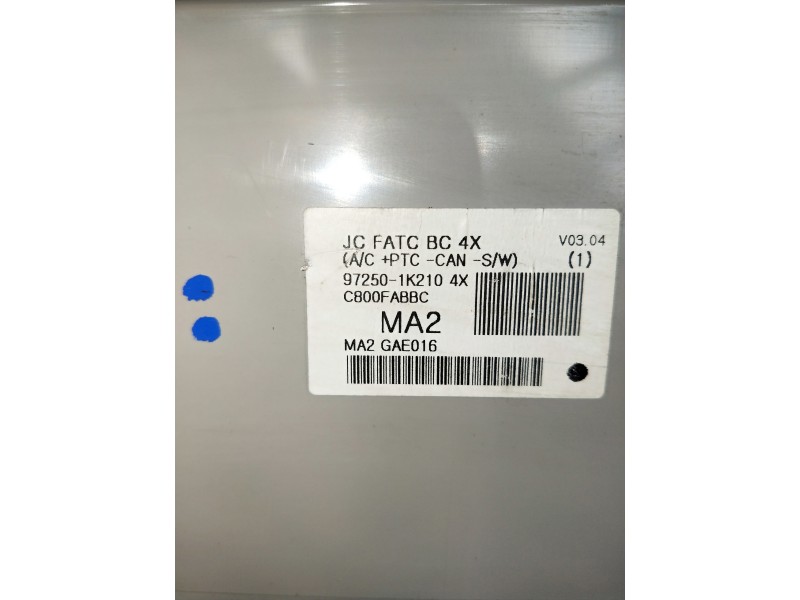 JC FATC BC 4X V03.04
(A/C +PTC -CAN -S/W) (1)
97250-1K210 4X
C800FABBC
MA2
MA2 GAE016